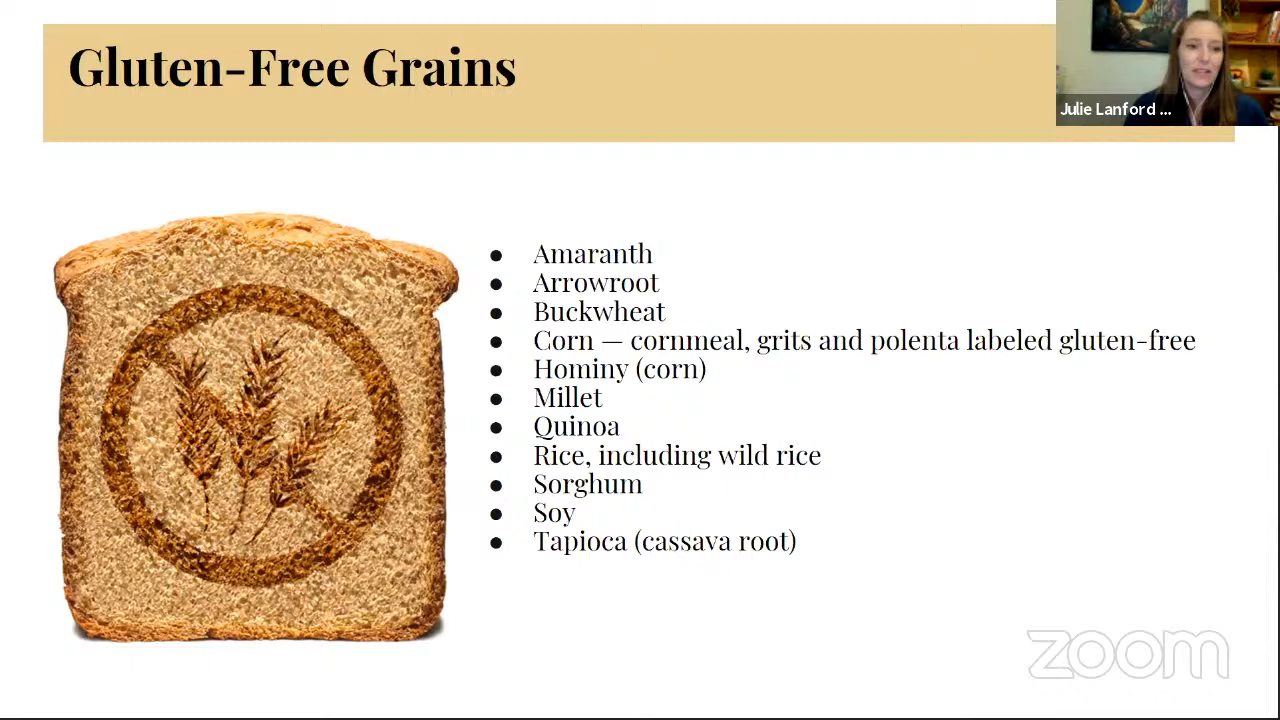 Gluten-Free Grains
Julie Lanford ...
● Amaranth
● Arrowroot
● Buckwheat
● Corn — cornmeal, grits and polenta labeled gluten-free
● Hominy (corn)
● Millet
● Quinoa
● Rice, including wild rice
● Sorghum
● Soy
● Tapioca (cassava root)
zoom